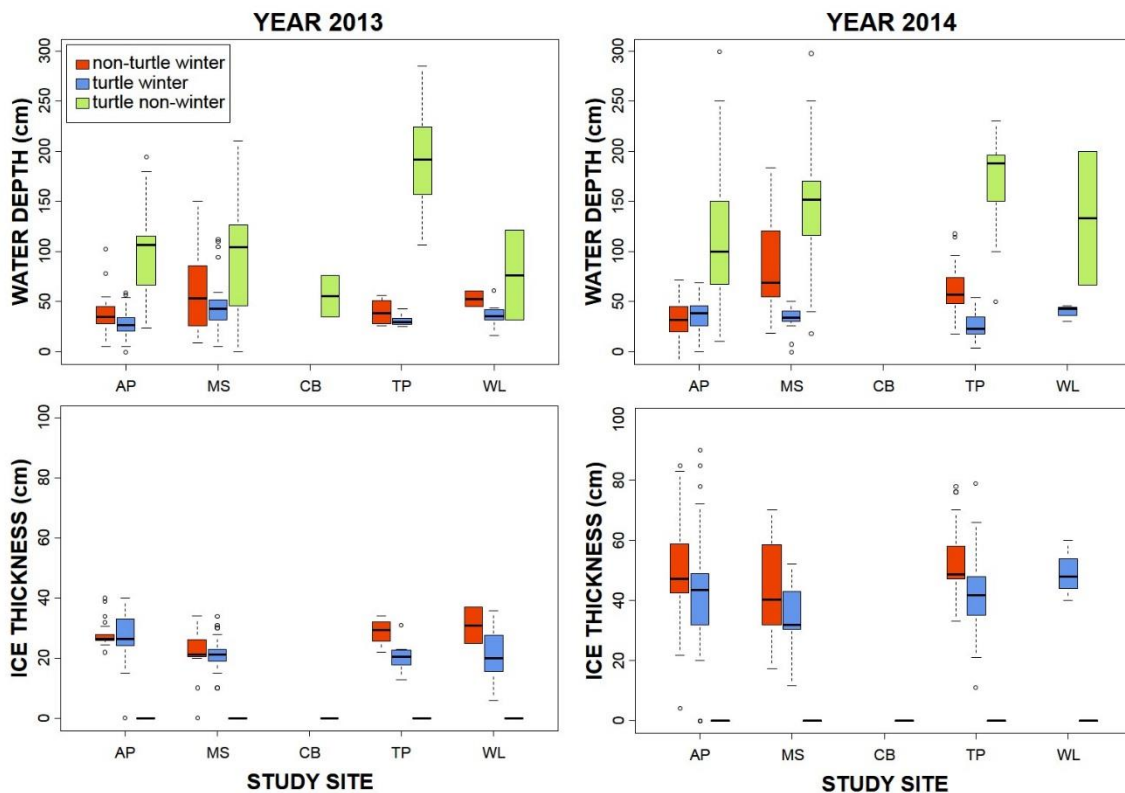 YEAR 2013
YEAR 2014
WATER DEPTH (cm)
300
250
200
150
100
50
0
non-turtle winter
turtle winter
turtle non-winter
AP MS CB TP WL
WATER DEPTH (cm)
300
250
200
150
100
50
0
AP MS CB TP WL
ICE THICKNESS (cm)
100
80
60
40
20
0
AP MS CB TP WL
STUDY SITE
ICE THICKNESS (cm)
100
80
60
40
20
0
AP MS CB TP WL
STUDY SITE